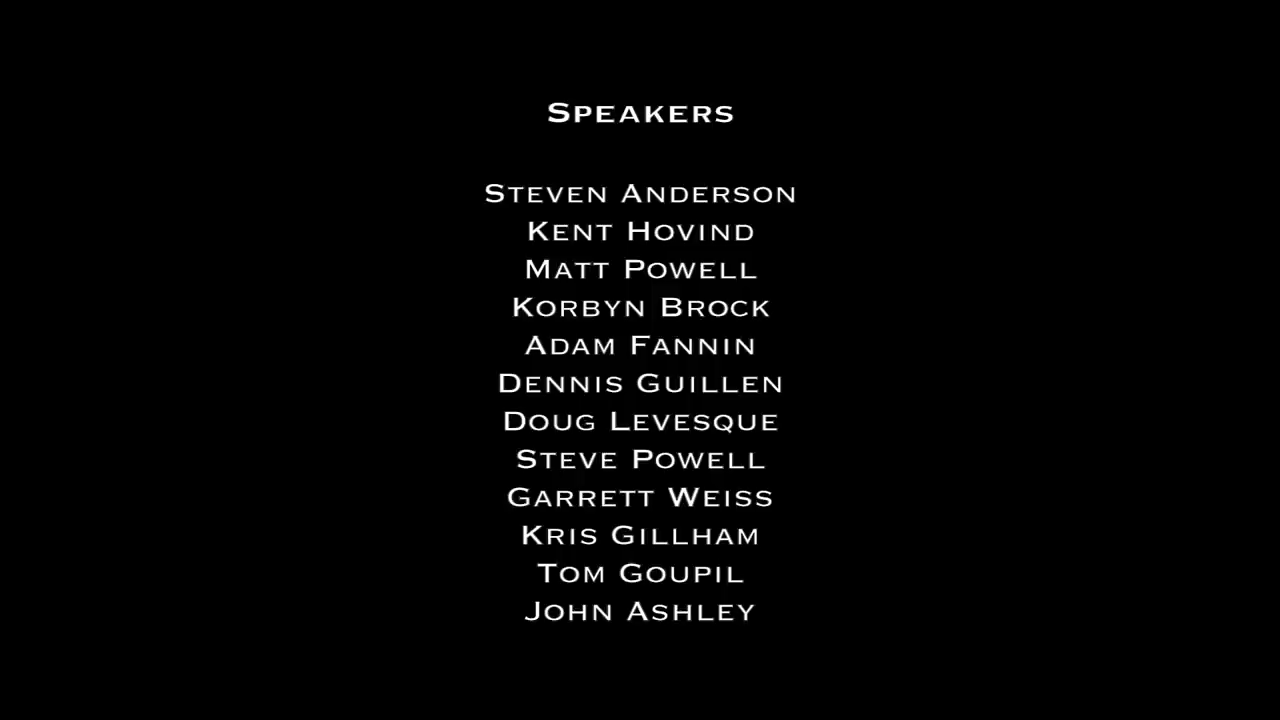 SPEAKERS
STEVEN ANDERSON
KENT HOVIND
MATT POWELL
KORBYN BROCK
ADAM FANNIN
DENNIS GUILLEN
DOUG LEVESQUE
STEVE POWELL
GARRETT WEISS
KRIS GILLHAM
TOM GOUPIL
JOHN ASHLEY